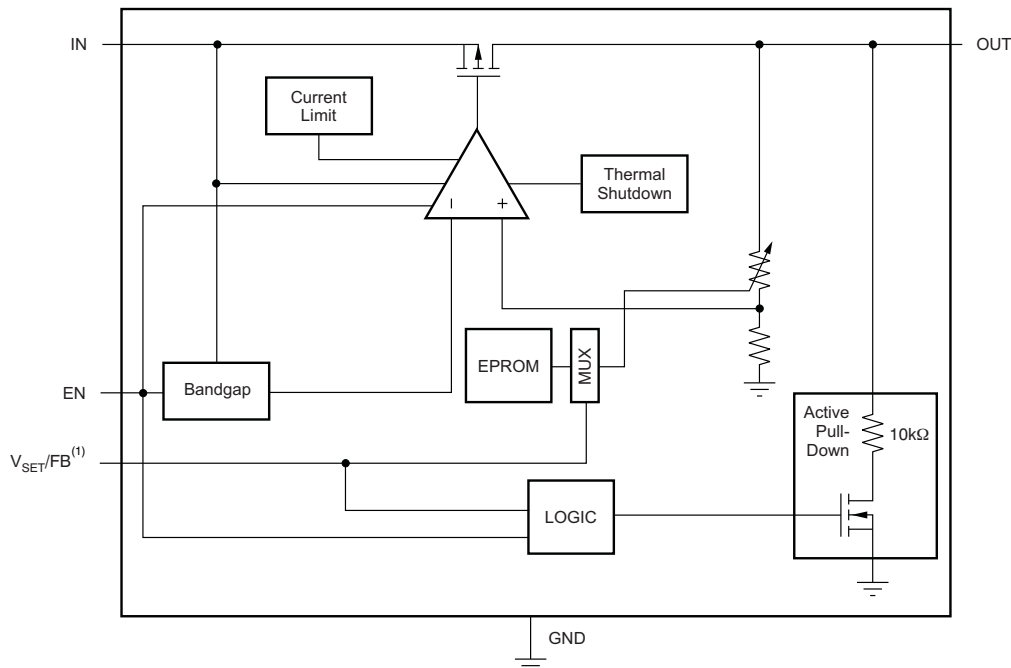 IN
OUT
Current
Limit
Thermal
Shutdown
− +
EPROM
MUX
EN
Bandgap
Active
Pull-
Down
10kΩ
V_SET/FB^(1)
LOGIC
GND